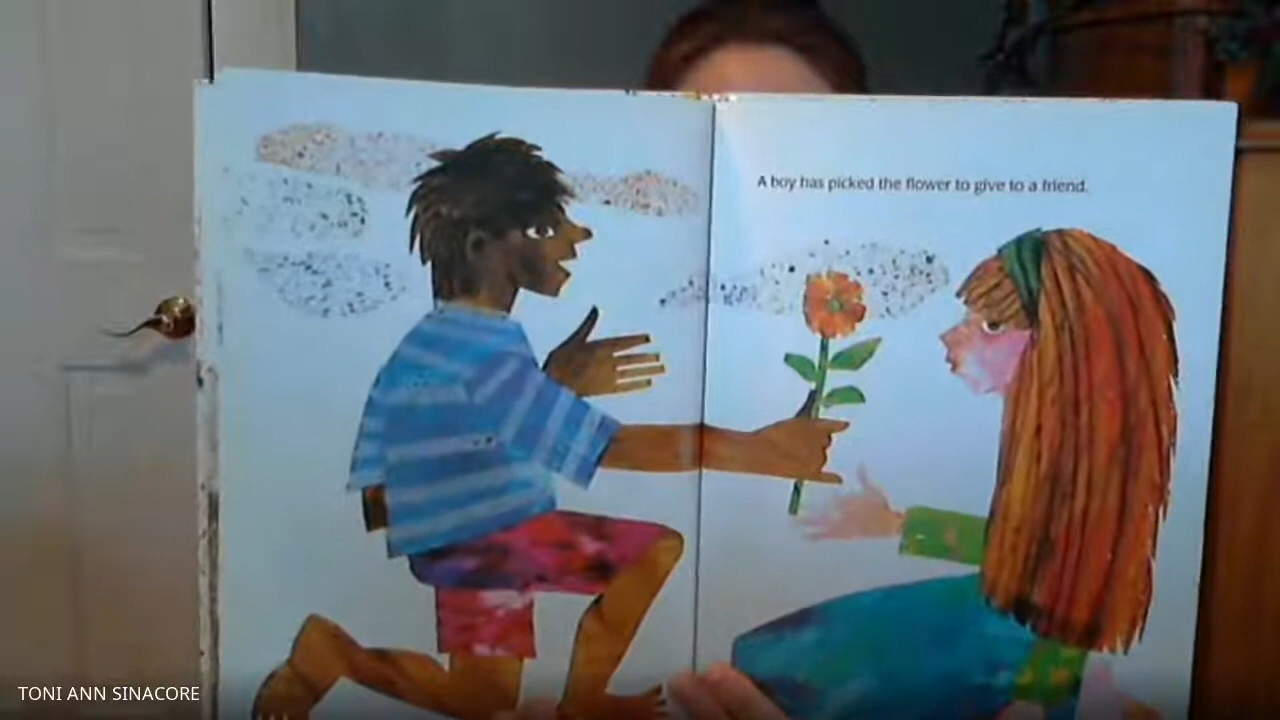 A boy has picked the flower to give to a friend.
TONI ANN SINACORE